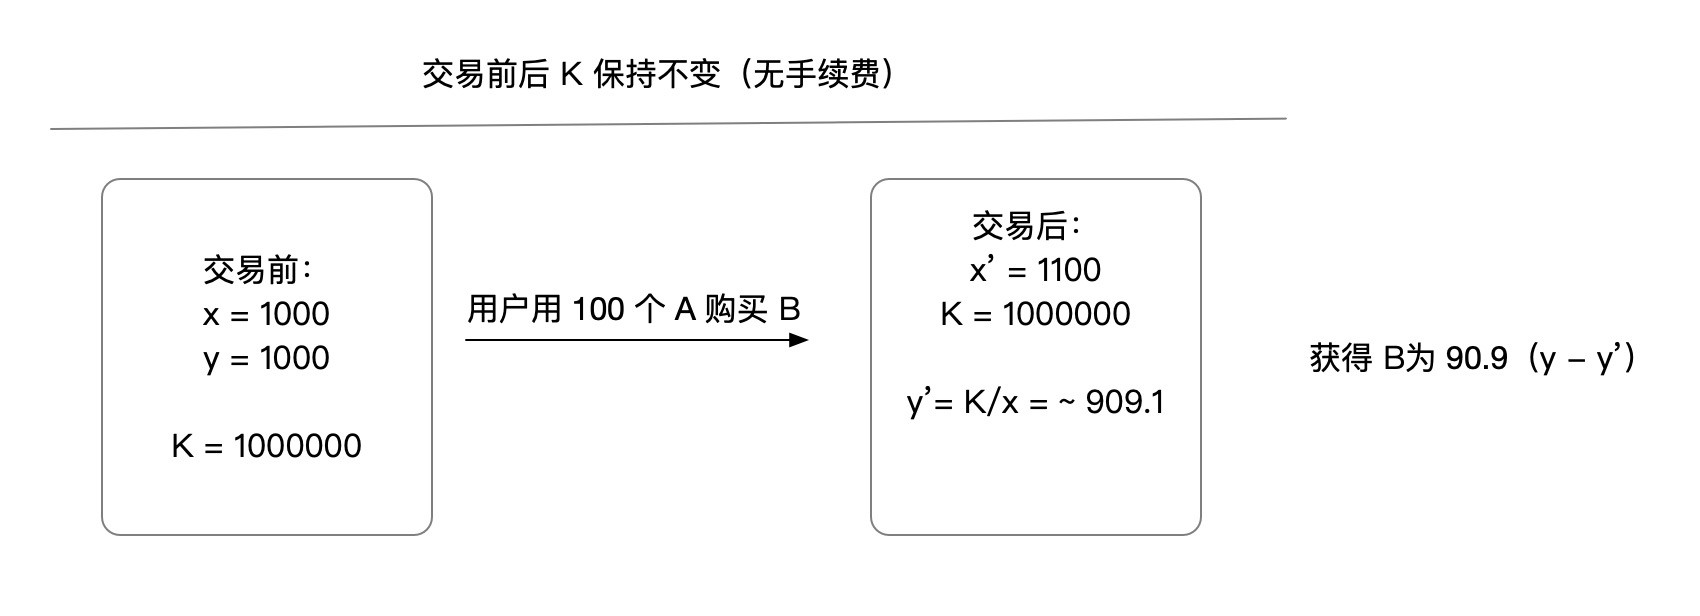 交易前后 K 保持不变（无手续费）
交易前：
x = 1000
y = 1000
K = 1000000
用户用 100 个 A 购买 B
交易后：
x’ = 1100
K = 1000000
y’= K/x = ~ 909.1
获得 B为 90.9（y – y’）